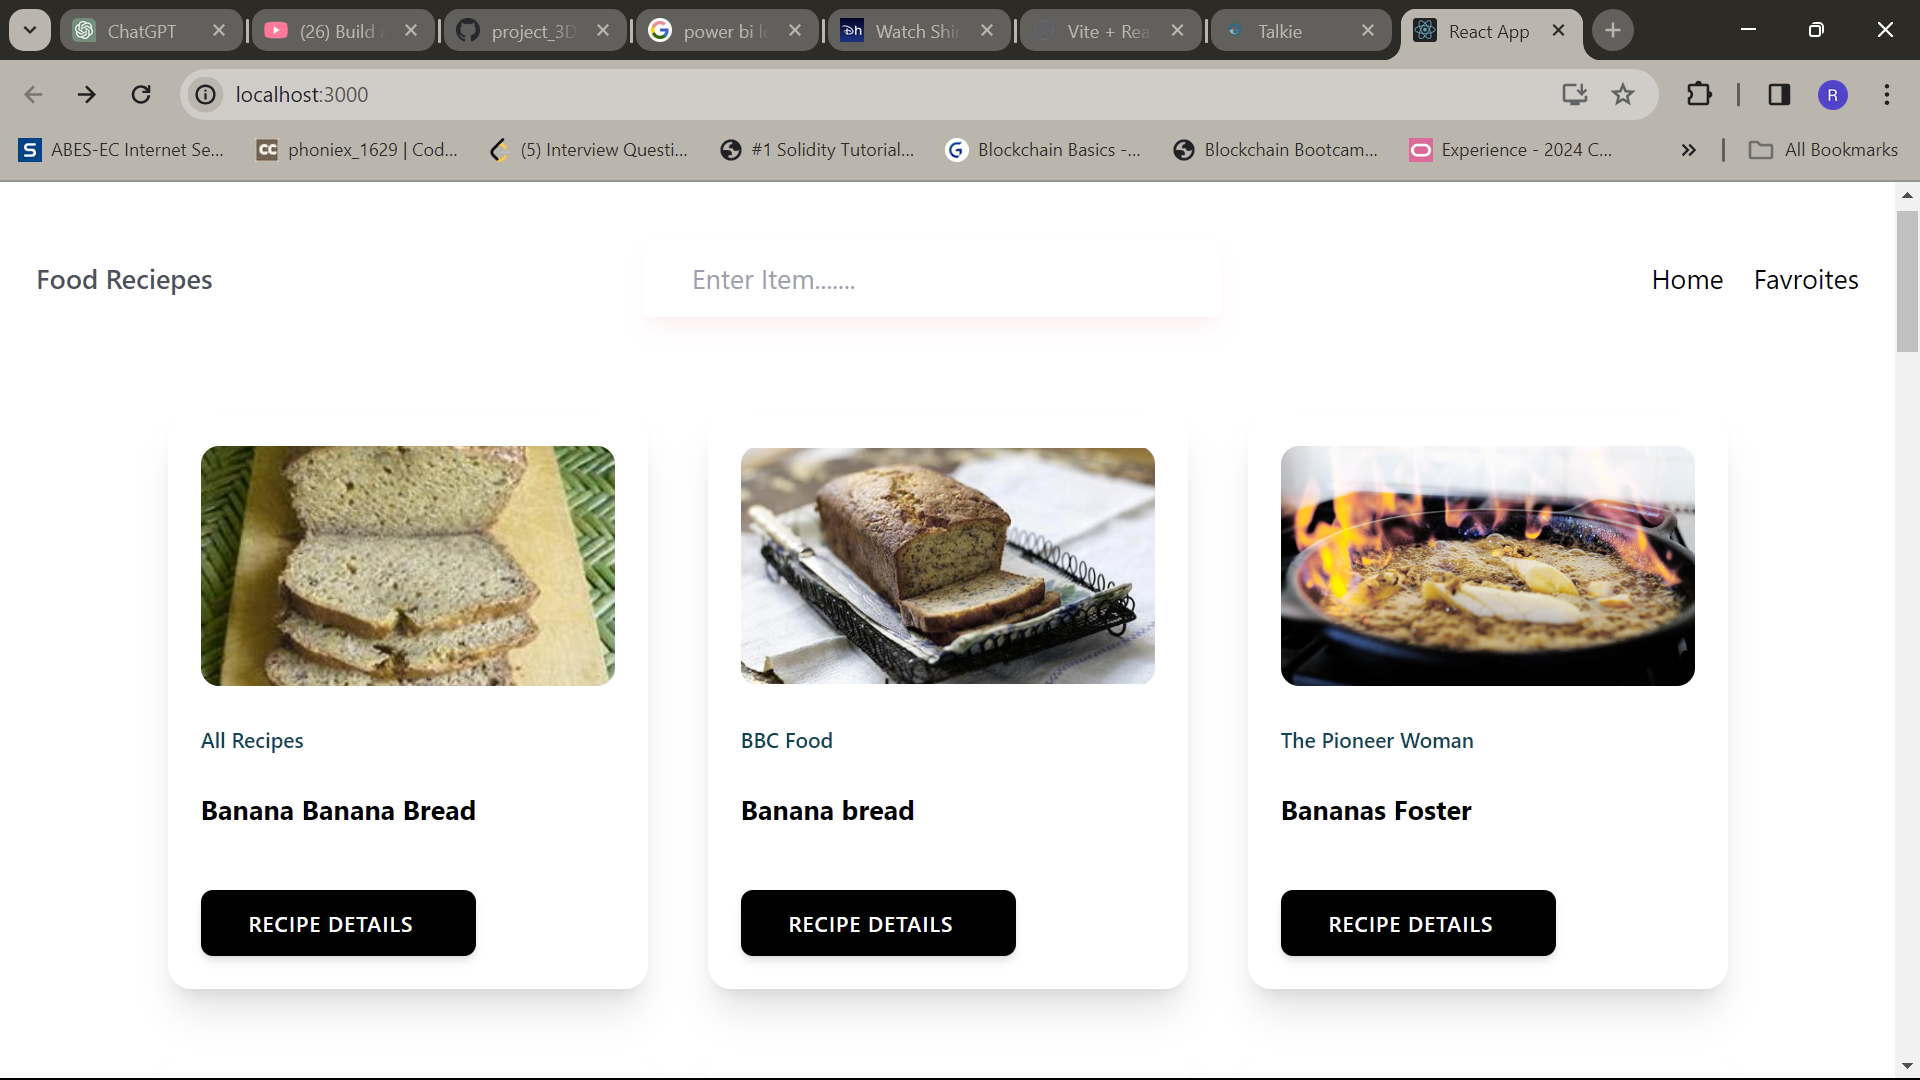 ChatGPT
(26) Build a
project_3D
power bi lo
Watch Shin
Vite + Rea
Talkie
React App
localhost:3000
R
ABES-EC Internet Se...
CC
phoniex_1629 | Cod...
(5) Interview Questi...
#1 Solidity Tutorial...
Blockchain Basics -...
Blockchain Bootcam...
Experience - 2024 C...
All Bookmarks
Food Reciepes
Enter Item.......
Home
Favroites
All Recipes
BBC Food
The Pioneer Woman
Banana Banana Bread
Banana bread
Bananas Foster
RECIPE DETAILS
RECIPE DETAILS
RECIPE DETAILS